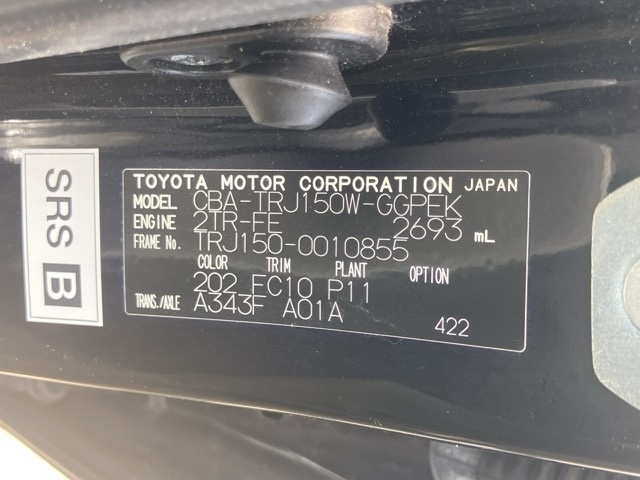 SRS B
TOYOTA MOTOR CORPORATION JAPAN
MODEL CBA-TRJ150W-GGPEK
ENGINE 2TR-FE 2693 mL
FRAME No. TRJ150-0010855
COLOR TRIM PLANT OPTION
202 FC10 P11
TRANS./AXLE A343F A01A
422